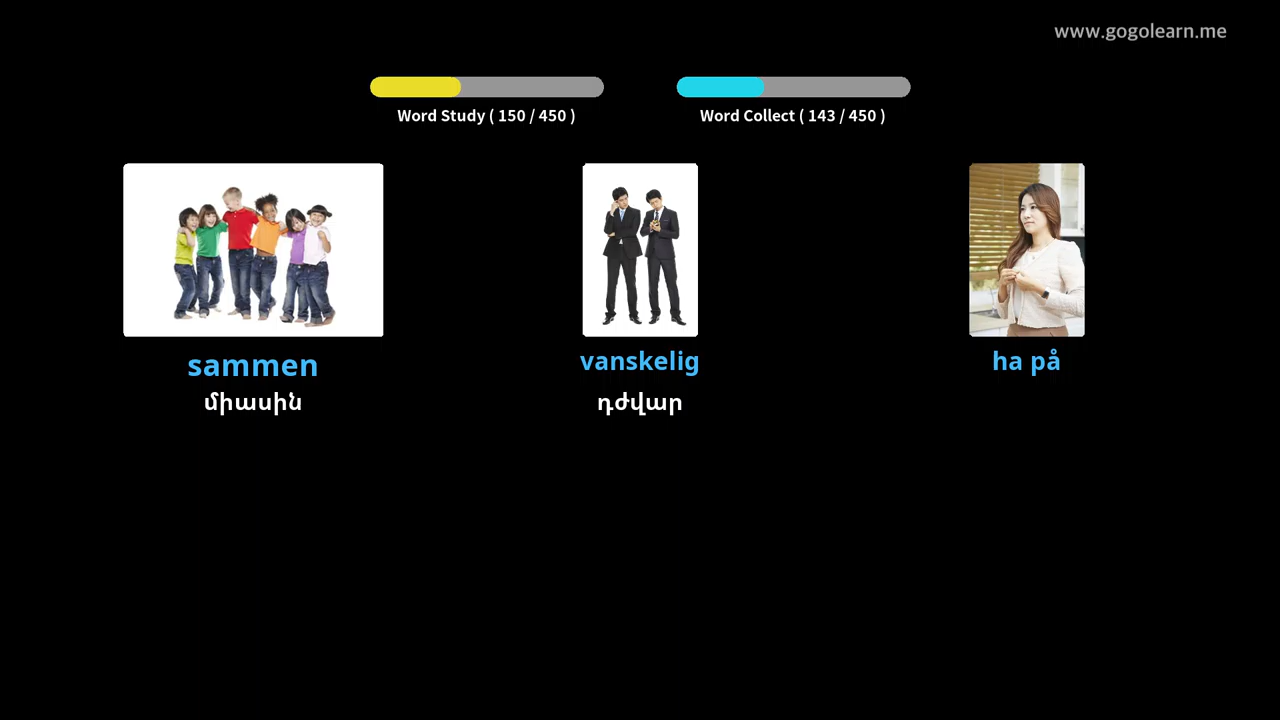 www.gogolearn.me
Word Study ( 150 / 450 )
Word Collect ( 143 / 450 )
sammen
միասին
vanskelig
դժվար
ha på